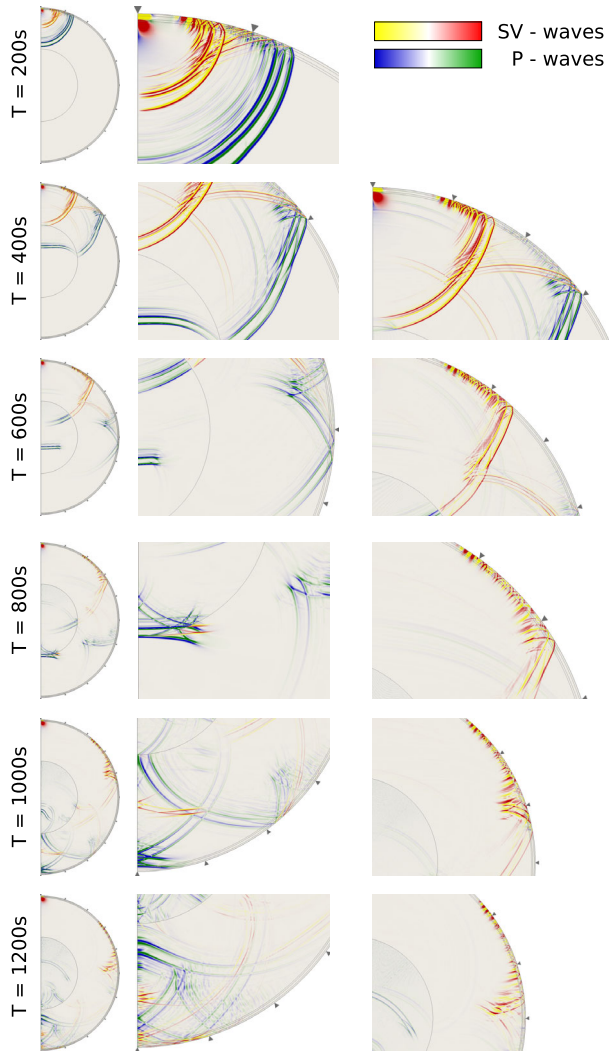 SV - waves
P - waves
T = 200s
T = 400s
T = 600s
T = 800s
T = 1000s
T = 1200s